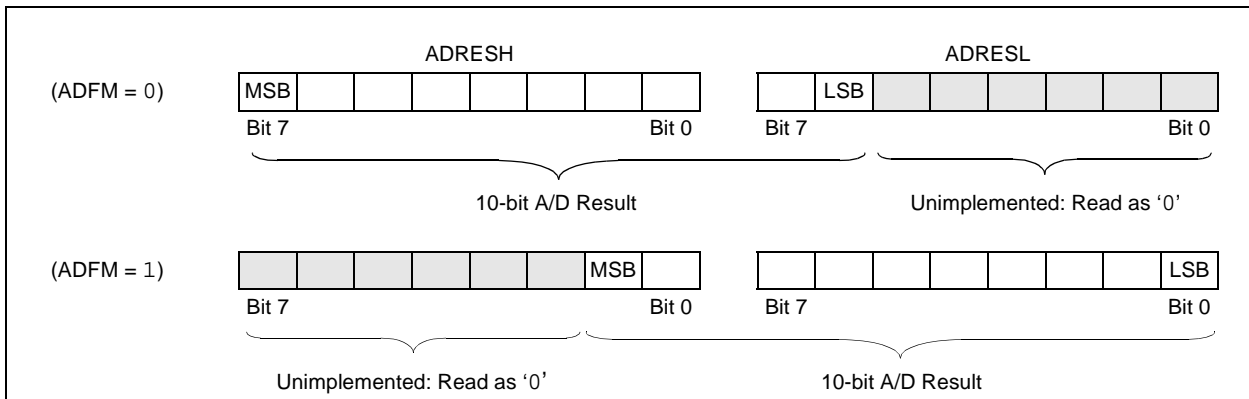 ADRESH ADRESL
(ADFM = 0) MSB LSB
Bit 7 Bit 0 Bit 7 Bit 0
10-bit A/D Result Unimplemented: Read as ‘0’
(ADFM = 1) MSB LSB
Bit 7 Bit 0 Bit 7 Bit 0
Unimplemented: Read as ‘0’ 10-bit A/D Result